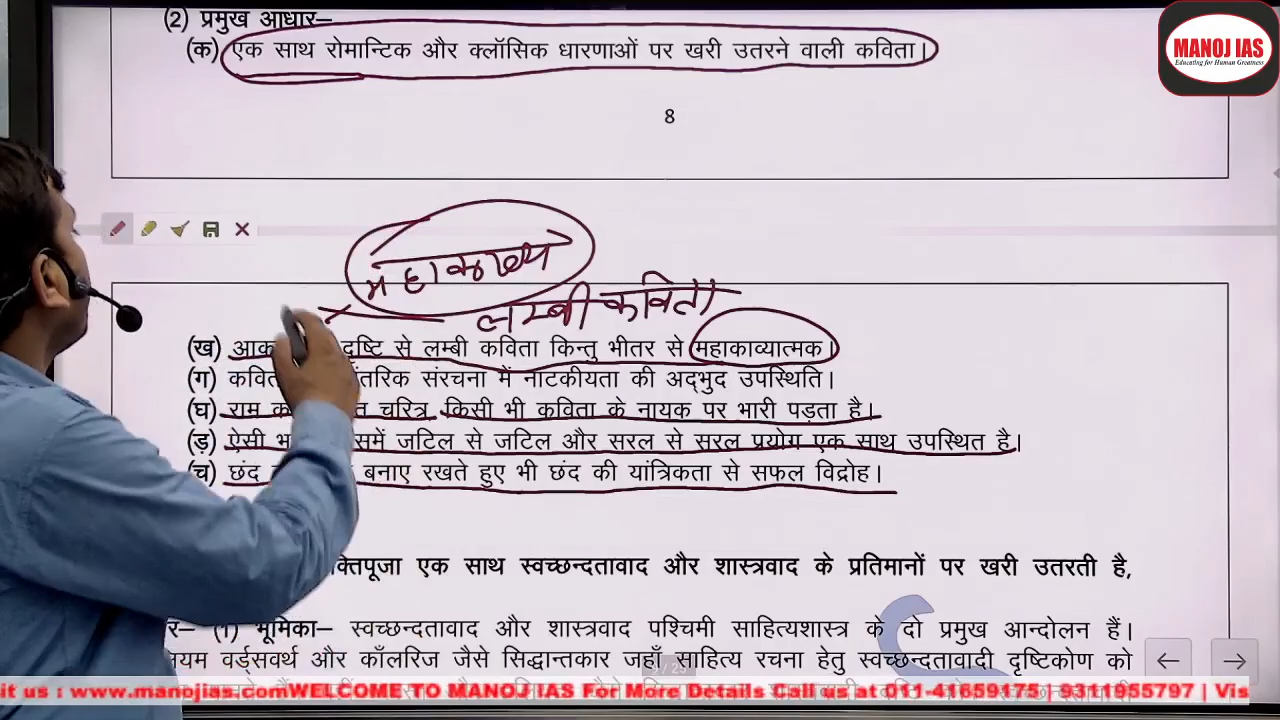 (2) प्रमुख आधार–
(क) एक साथ रोमान्टिक और क्लॉसिक धारणाओं पर खरी उतरने वाली कविता।
MANOJ IAS
Educating for Human Greatness
8
महाकाव्य
लम्बी कविता
(ख) दृष्टि से लम्बी कविता किन्तु भीतर से महाकाव्यात्मक।
(ग) संरचना में नाटकीयता की अद्‌भुद उपस्थिति।
(घ) राम चरित्र किसी भी कविता के नायक पर भारी पड़ता है।
(ड़) ऐसी जटिल से जटिल और सरल से सरल प्रयोग एक साथ उपस्थित है।
(च) छंद बनाए रखते हुए भी छंद की यांत्रिकता से सफल विद्रोह।
एक साथ स्वच्छन्दतावाद और शास्त्रवाद के प्रतिमानों पर खरी उतरती है,
(1) भूमिका– स्वच्छन्दतावाद और शास्त्रवाद पश्चिमी साहित्यशास्त्र के दो प्रमुख आन्दोलन हैं।
वर्ड्सवर्थ और कॉलरिज जैसे सिद्धान्तकार जहाँ साहित्य रचना हेतु स्वच्छन्दतावादी दृष्टिकोण को
it us : www.manojias.comWELCOME TO MANOJ IAS For More Details Call us at 011-41659175 | 9311955797 | Vis